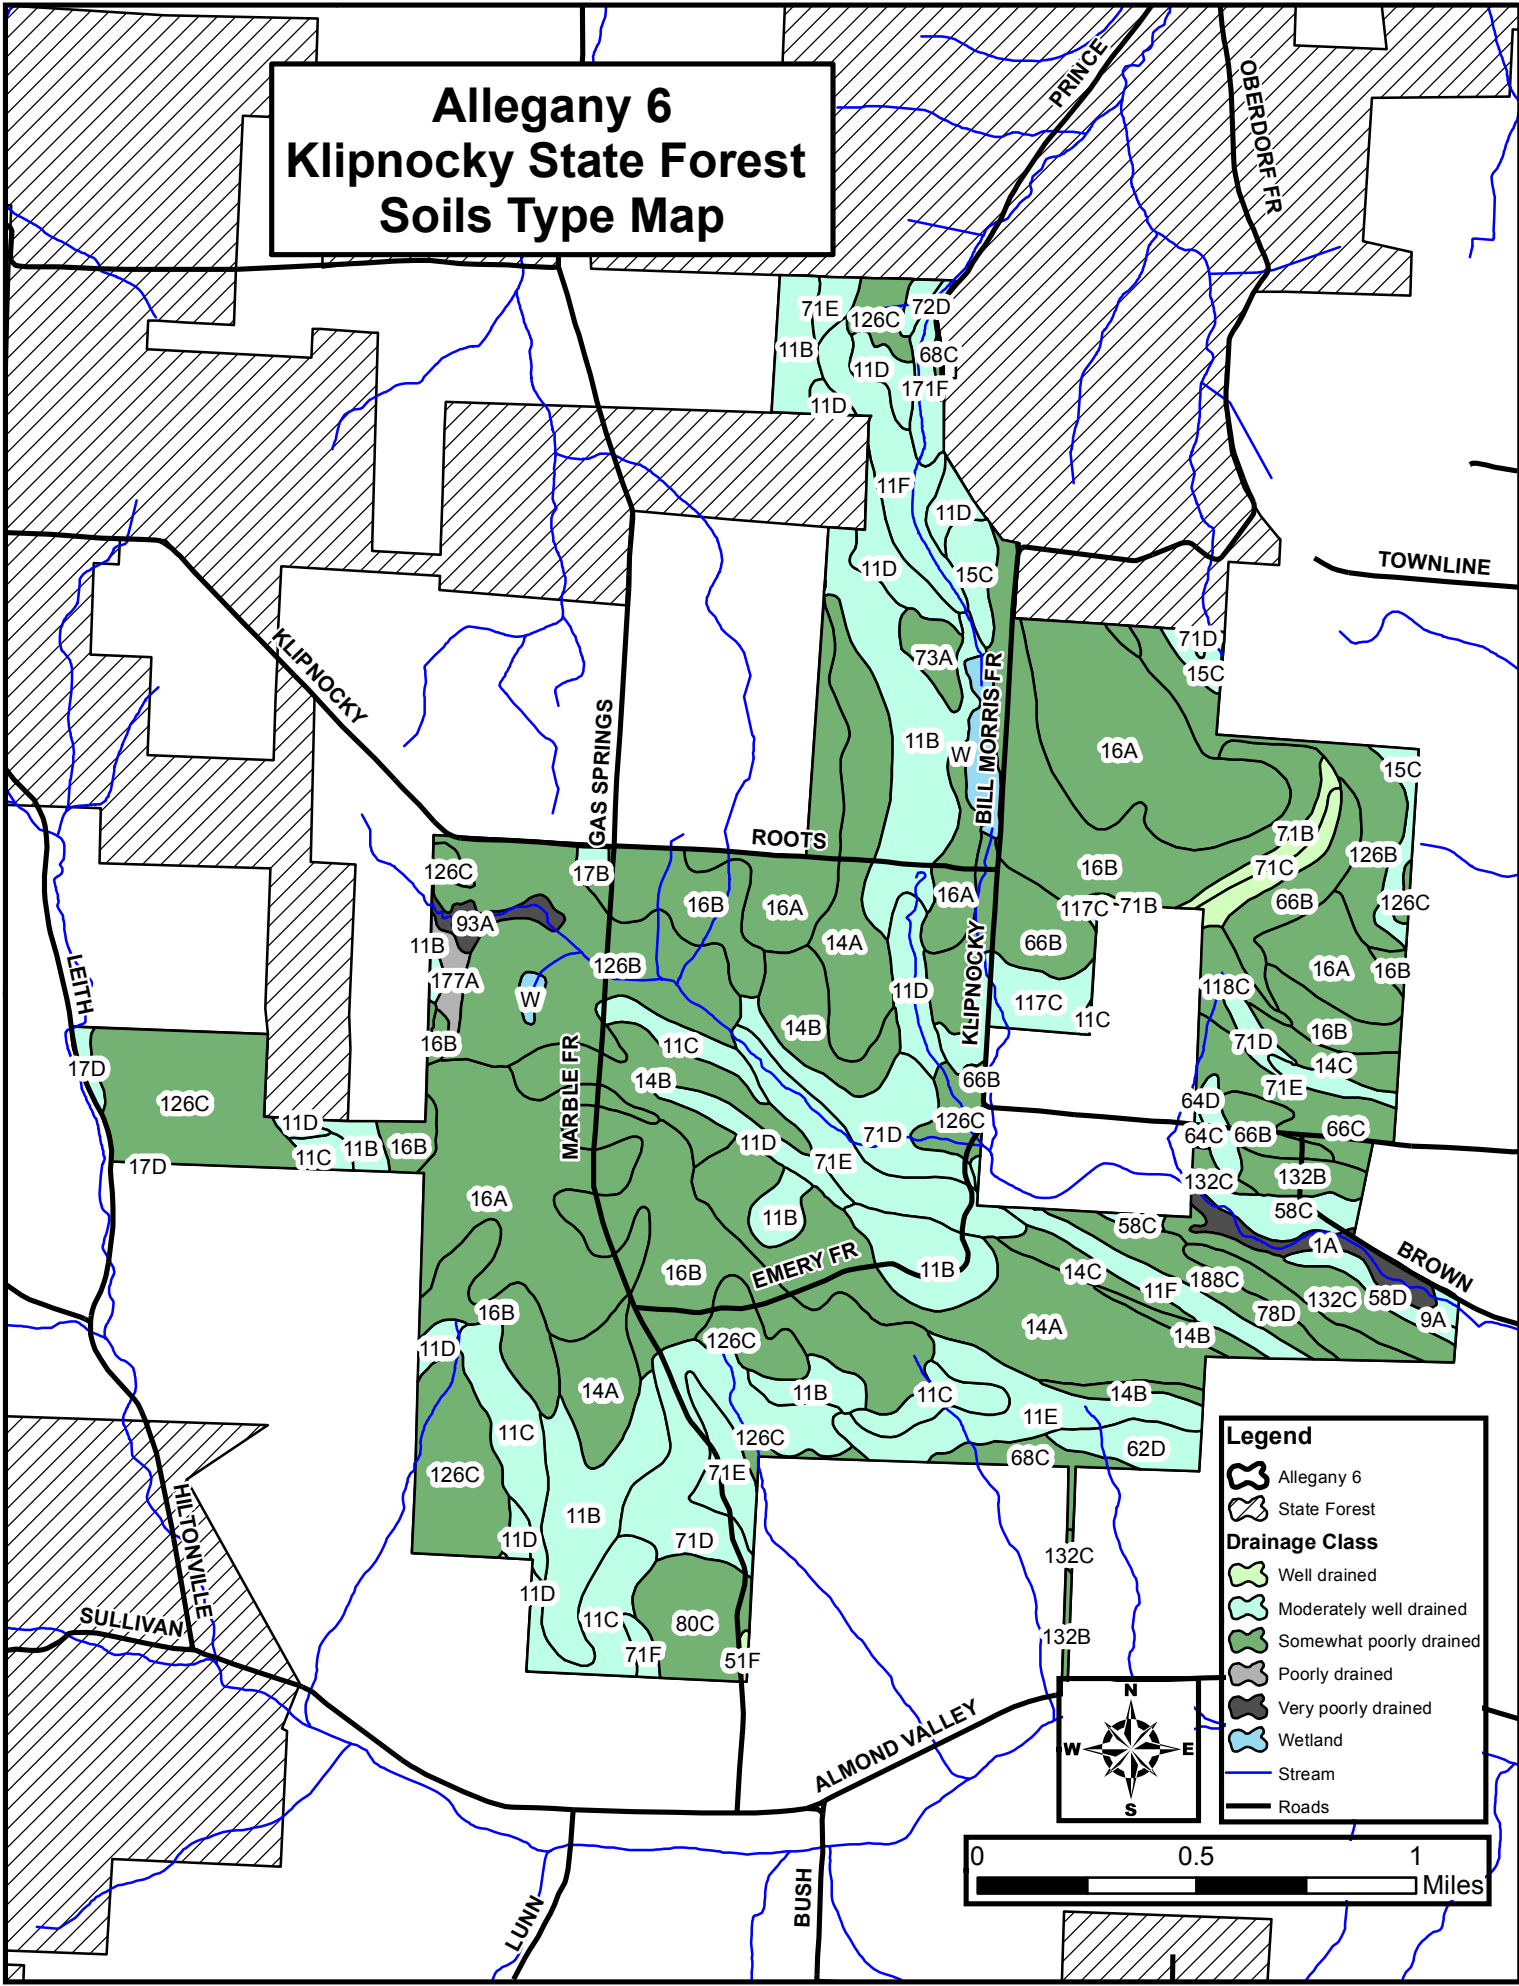 Allegany 6
Klipnocky State Forest
Soils Type Map
PRINCE
OBERDORF FR
TOWNLINE
KLIPNOCKY
GAS SPRINGS
ROOTS
BILL MORRIS FR
KLIPNOCKY
LEITH
MARBLE FR
EMERY FR
BROWN
HILTONVILLE
SULLIVAN
ALMOND VALLEY
LUNN
BUSH
71E
126C
72D
11B
11D
68C
171F
11D
11F
11D
11D
15C
73A
11B
W
71D
15C
16A
15C
71B
126B
16B
71C
66B
126C
117C
71B
126C
17B
16B
16A
16A
93A
11B
14A
66B
126B
177A
W
11D
117C
11C
118C
16A
16B
16B
14B
11C
16B
71D
14C
17D
126C
14B
66B
71E
64D
11D
11C
11B
16B
126C
11D
71D
71E
64C
66B
66C
17D
132C
132B
16A
11B
58C
58C
1A
16B
11B
14C
11F
188C
132C
58D
9A
78D
16B
11D
126C
14A
14B
14A
11B
11C
14B
11C
126C
11E
62D
126C
71E
68C
11B
11D
71D
132C
11D
11C
80C
71F
51F
132B
Legend
Allegany 6
State Forest
Drainage Class
Well drained
Moderately well drained
Somewhat poorly drained
Poorly drained
Very poorly drained
Wetland
Stream
Roads
N
W E
S
0 0.5 1
Miles